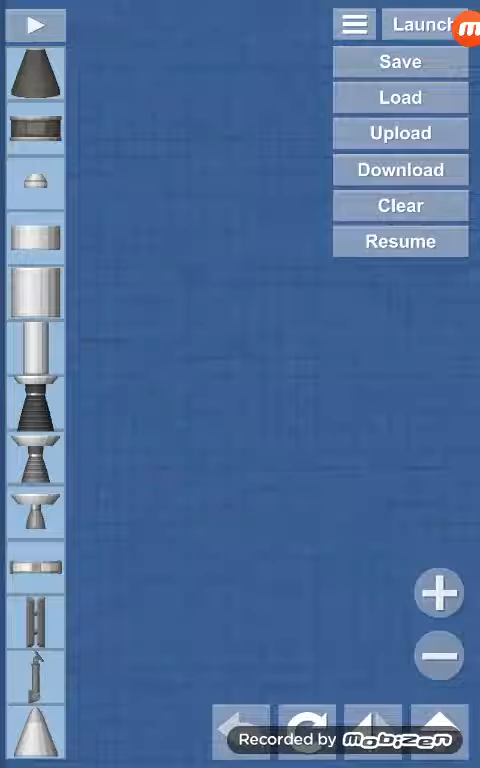 Launch
Save
Load
Upload
Download
Clear
Resume
Recorded by mobizen